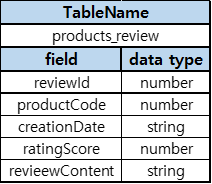 TableName
products_review
field data type
reviewId number
productCode number
creationDate string
ratingScore number
revieewContent string